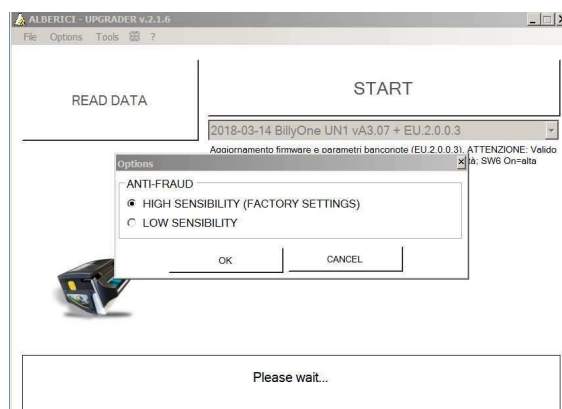 ALBERICI - UPGRADER v.2.1.6
File Options Tools ?
READ DATA
START
2018-03-14 BillyOne UN1 vA3.07 + EU.2.0.0.3
Aggiornamento firmware e parametri banconote (EU.2.0.0.3). ATTENZIONE: Valido
Options
tà; SW6 On=alta
ANTI-FRAUD
HIGH SENSIBILITY (FACTORY SETTINGS)
LOW SENSIBILITY
OK CANCEL
Please wait...